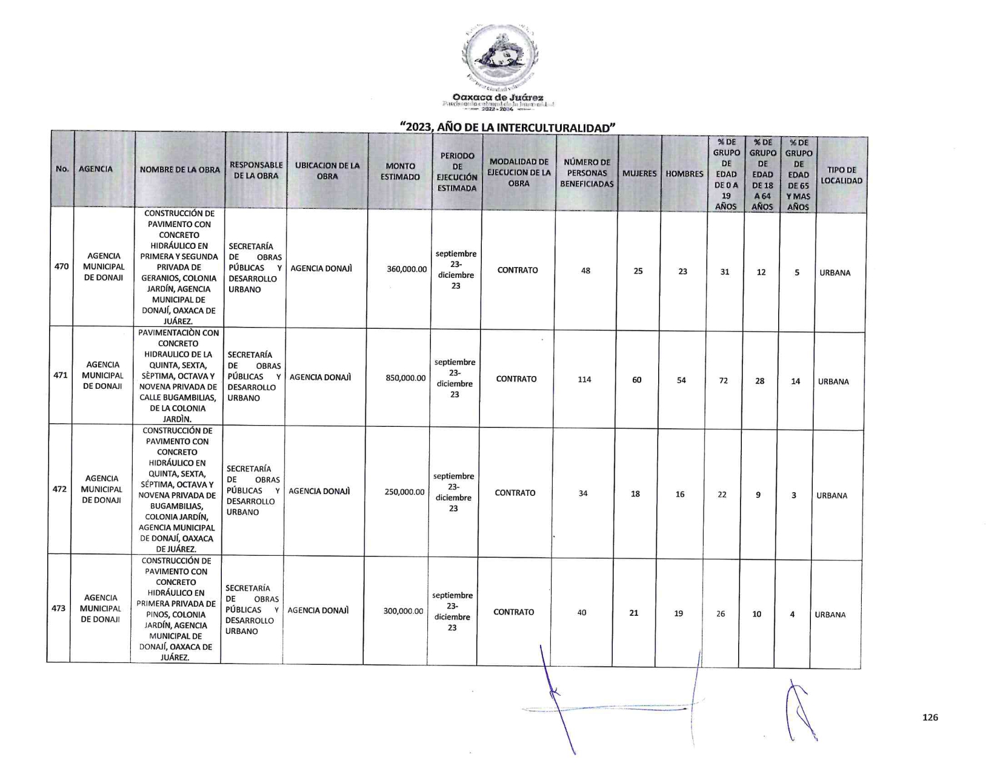 Oaxaca de Juárez
2022 - 2024
“2023, AÑO DE LA INTERCULTURALIDAD”
No.
AGENCIA
NOMBRE DE LA OBRA
RESPONSABLE
DE LA OBRA
UBICACION DE LA
OBRA
MONTO
ESTIMADO
PERIODO
DE
EJECUCIÓN
ESTIMADA
MODALIDAD DE
EJECUCION DE LA
OBRA
NÚMERO DE
PERSONAS
BENEFICIADAS
MUJERES
HOMBRES
% DE
GRUPO
DE
EDAD
DE 0 A
19
AÑOS
% DE
GRUPO
DE
EDAD
DE 18
A 64
AÑOS
% DE
GRUPO
DE
EDAD
DE 65
Y MAS
AÑOS
TIPO DE
LOCALIDAD
470
AGENCIA
MUNICIPAL
DE DONAJI
CONSTRUCCIÓN DE
PAVIMENTO CON
CONCRETO
HIDRÁULICO EN
PRIMERA Y SEGUNDA
PRIVADA DE
GERANIOS, COLONIA
JARDÍN, AGENCIA
MUNICIPAL DE
DONAJÍ, OAXACA DE
JUÁREZ.
SECRETARÍA
DE OBRAS
PÚBLICAS Y
DESARROLLO
URBANO
AGENCIA DONAJÌ
360,000.00
septiembre
23-
diciembre
23
CONTRATO
48
25
23
31
12
5
URBANA
471
AGENCIA
MUNICIPAL
DE DONAJI
PAVIMENTACIÒN CON
CONCRETO
HIDRAULICO DE LA
QUINTA, SEXTA,
SÈPTIMA, OCTAVA Y
NOVENA PRIVADA DE
CALLE BUGAMBILIAS,
DE LA COLONIA
JARDÌN.
SECRETARÍA
DE OBRAS
PÚBLICAS Y
DESARROLLO
URBANO
AGENCIA DONAJÌ
850,000.00
septiembre
23-
diciembre
23
CONTRATO
114
60
54
72
28
14
URBANA
472
AGENCIA
MUNICIPAL
DE DONAJI
CONSTRUCCIÓN DE
PAVIMENTO CON
CONCRETO
HIDRÁULICO EN
QUINTA, SEXTA,
SÉPTIMA, OCTAVA Y
NOVENA PRIVADA DE
BUGAMBILIAS,
COLONIA JARDÍN,
AGENCIA MUNICIPAL
DE DONAJÍ, OAXACA
DE JUÁREZ.
SECRETARÍA
DE OBRAS
PÚBLICAS Y
DESARROLLO
URBANO
AGENCIA DONAJÌ
250,000.00
septiembre
23-
diciembre
23
CONTRATO
34
18
16
22
9
3
URBANA
473
AGENCIA
MUNICIPAL
DE DONAJI
CONSTRUCCIÓN DE
PAVIMENTO CON
CONCRETO
HIDRÁULICO EN
PRIMERA PRIVADA DE
PINOS, COLONIA
JARDÍN, AGENCIA
MUNICIPAL DE
DONAJÍ, OAXACA DE
JUÁREZ.
SECRETARÍA
DE OBRAS
PÚBLICAS Y
DESARROLLO
URBANO
AGENCIA DONAJÌ
300,000.00
septiembre
23-
diciembre
23
CONTRATO
40
21
19
26
10
4
URBANA
126